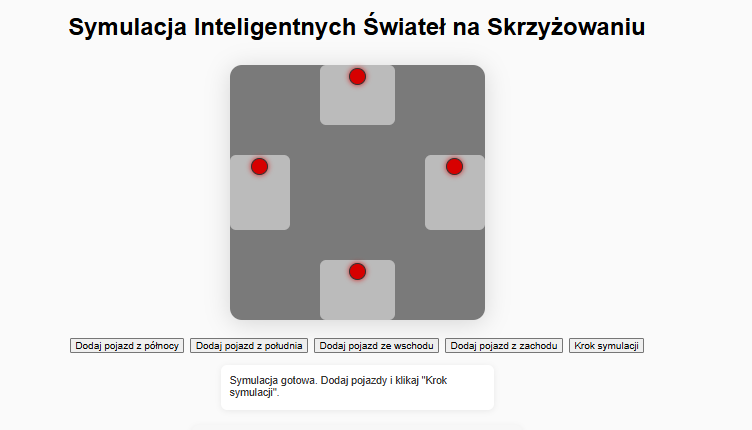 Symulacja Inteligentnych Świateł na Skrzyżowaniu
Dodaj pojazd z północy Dodaj pojazd z południa Dodaj pojazd ze wschodu Dodaj pojazd z zachodu Krok symulacji
Symulacja gotowa. Dodaj pojazdy i klikaj "Krok
symulacji".